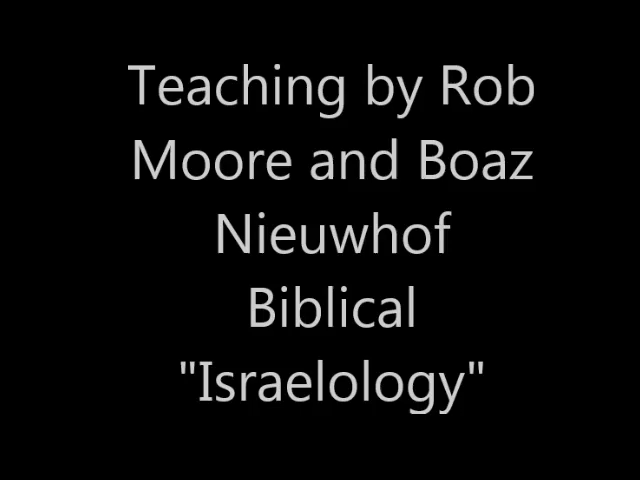 Teaching by Rob
Moore and Boaz
Nieuwhof
Biblical
"Israelology"